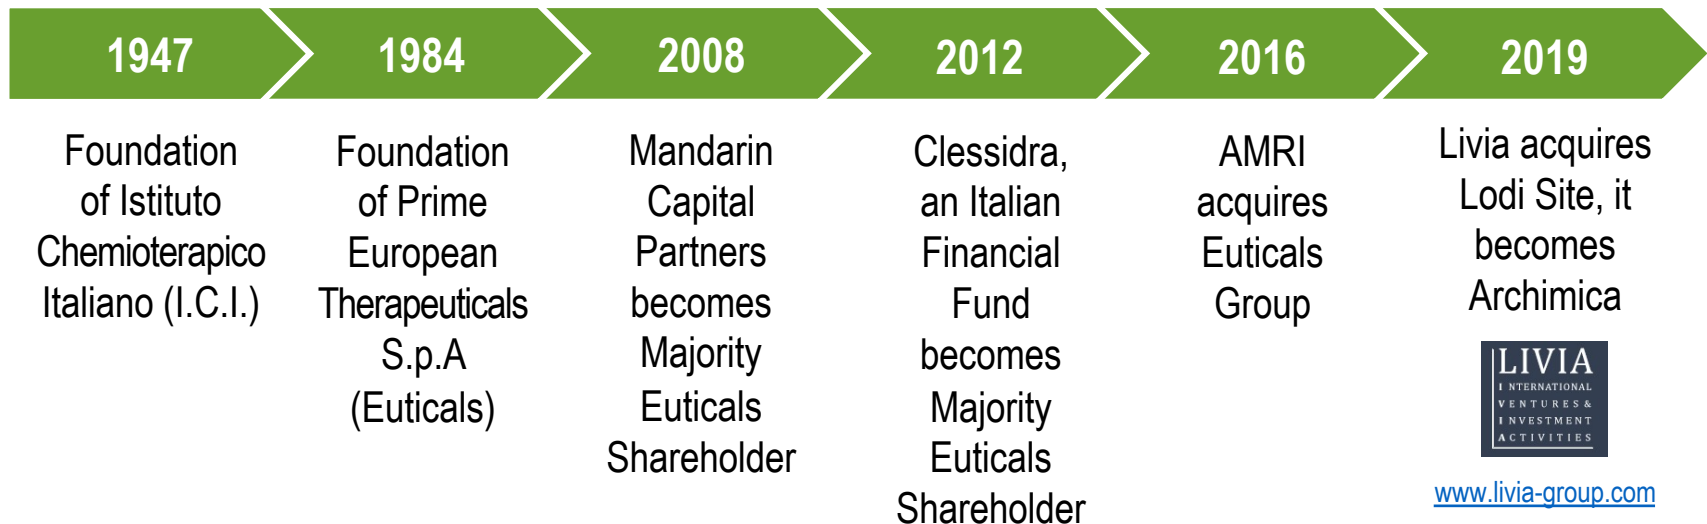 1947
Foundation
of Istituto
Chemioterapico
Italiano (I.C.I.)
1984
Foundation
of Prime
European
Therapeuticals
S.p.A
(Euticals)
2008
Mandarin
Capital
Partners
becomes
Majority
Euticals
Shareholder
2012
Clessidra,
an Italian
Financial
Fund
becomes
Majority
Euticals
Shareholder
2016
AMRI
acquires
Euticals
Group
2019
Livia acquires
Lodi Site, it
becomes
Archimica
LIVIA
INTERNATIONAL
VENTURES &
INVESTMENT
ACTIVITIES
www.livia-group.com